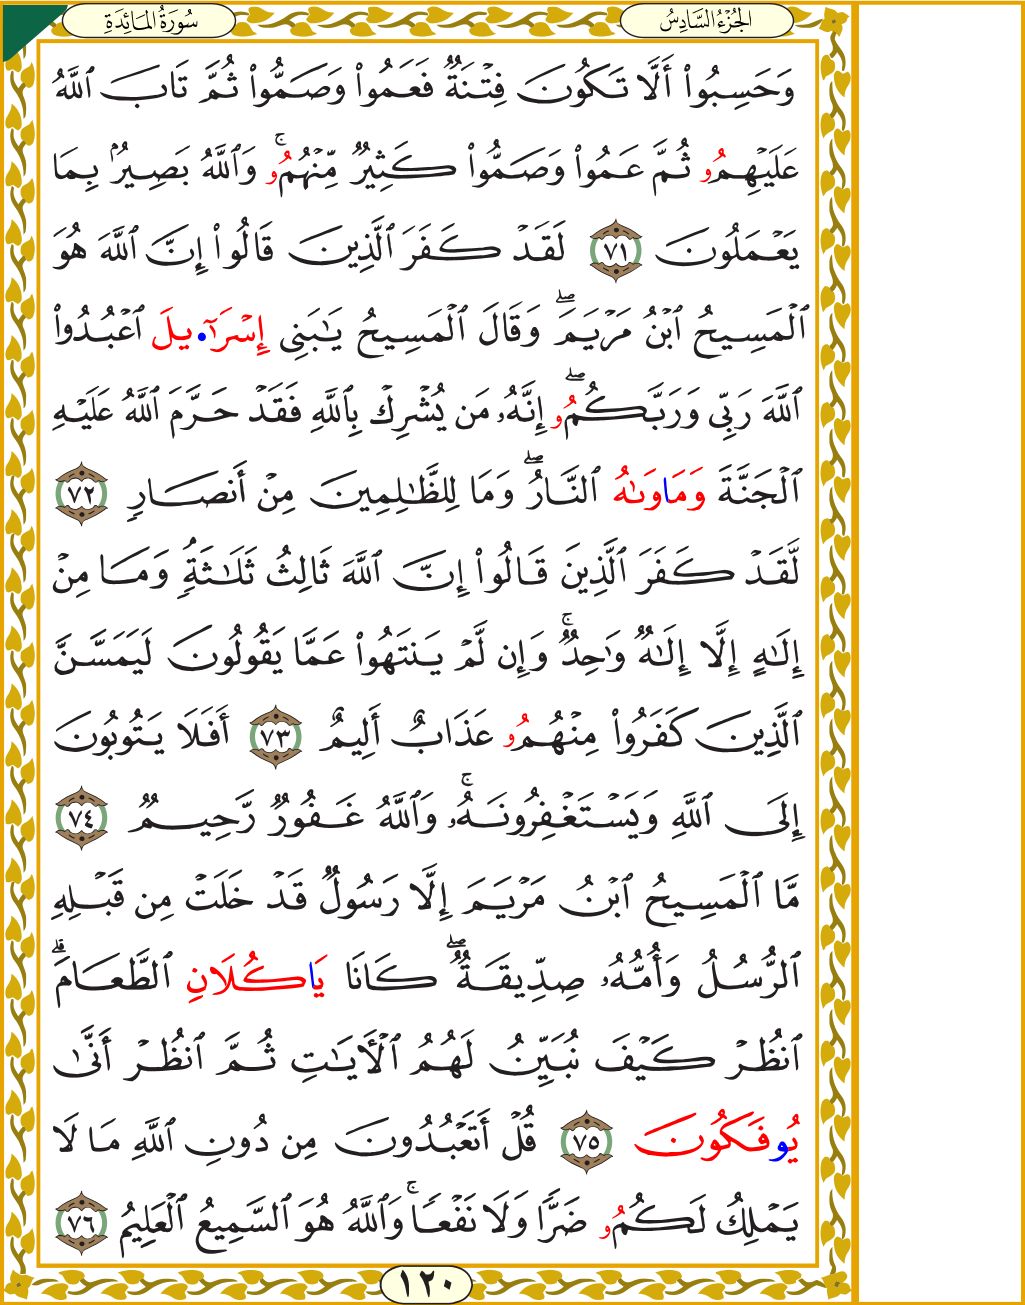 الجُزْءُ السَّادِسُ
سُورَةُ المَائِدَةِ
وَحَسِبُوٓاْ أَلَّا تَكُونَ فِتۡنَةٞ فَعَمُواْ وَصَمُّواْ ثُمَّ تَابَ ٱللَّهُ
عَلَيۡهِمُۥ ثُمَّ عَمُواْ وَصَمُّواْ كَثِيرٞ مِّنۡهُمُۥۚ وَٱللَّهُ بَصِيرُۢ بِمَا
يَعۡمَلُونَ ٧١ لَقَدۡ كَفَرَ ٱلَّذِينَ قَالُوٓاْ إِنَّ ٱللَّهَ هُوَ
ٱلۡمَسِيحُ ٱبۡنُ مَرۡيَمَۖ وَقَالَ ٱلۡمَسِيحُ يَٰبَنِي إِسۡرَآ•يلَ ٱعۡبُدُواْ
ٱللَّهَ رَبِّي وَرَبَّكُمُۥۖ إِنَّهُۥ مَن يُشۡرِكۡ بِٱللَّهِ فَقَدۡ حَرَّمَ ٱللَّهُ عَلَيۡهِ
ٱلۡجَنَّةَ وَمَاوَىٰهُ ٱلنَّارُۖ وَمَا لِلظَّٰلِمِينَ مِنۡ أَنصَارٖ ٧٢
لَّقَدۡ كَفَرَ ٱلَّذِينَ قَالُوٓاْ إِنَّ ٱللَّهَ ثَالِثُ ثَلَٰثَةٖۘ وَمَا مِنۡ
إِلَٰهٍ إِلَّا إِلَٰهٞ وَٰحِدٞۚ وَإِن لَّمۡ يَنتَهُواْ عَمَّا يَقُولُونَ لَيَمَسَّنَّ
ٱلَّذِينَ كَفَرُواْ مِنۡهُمُۥ عَذَابٌ أَلِيمٌ ٧٣ أَفَلَا يَتُوبُونَ
إِلَى ٱللَّهِ وَيَسۡتَغۡفِرُونَهُۥۚ وَٱللَّهُ غَفُورٞ رَّحِيمٞ ٧٤
مَّا ٱلۡمَسِيحُ ٱبۡنُ مَرۡيَمَ إِلَّا رَسُولٞ قَدۡ خَلَتۡ مِن قَبۡلِهِ
ٱلرُّسُلُ وَأُمُّهُۥ صِدِّيقَةٞۖ كَانَا يَاكُلَانِ ٱلطَّعَامَۗ
ٱنظُرۡ كَيۡفَ نُبَيِّنُ لَهُمُ ٱلۡأٓيَٰتِ ثُمَّ ٱنظُرۡ أَنَّىٰ
يُوفَكُونَ ٧٥ قُلۡ أَتَعۡبُدُونَ مِن دُونِ ٱللَّهِ مَا لَا
يَمۡلِكُ لَكُمُۥ ضَرّٗا وَلَا نَفۡعٗاۚ وَٱللَّهُ هُوَ ٱلسَّمِيعُ ٱلۡعَلِيمُ ٧٦
١٢٠